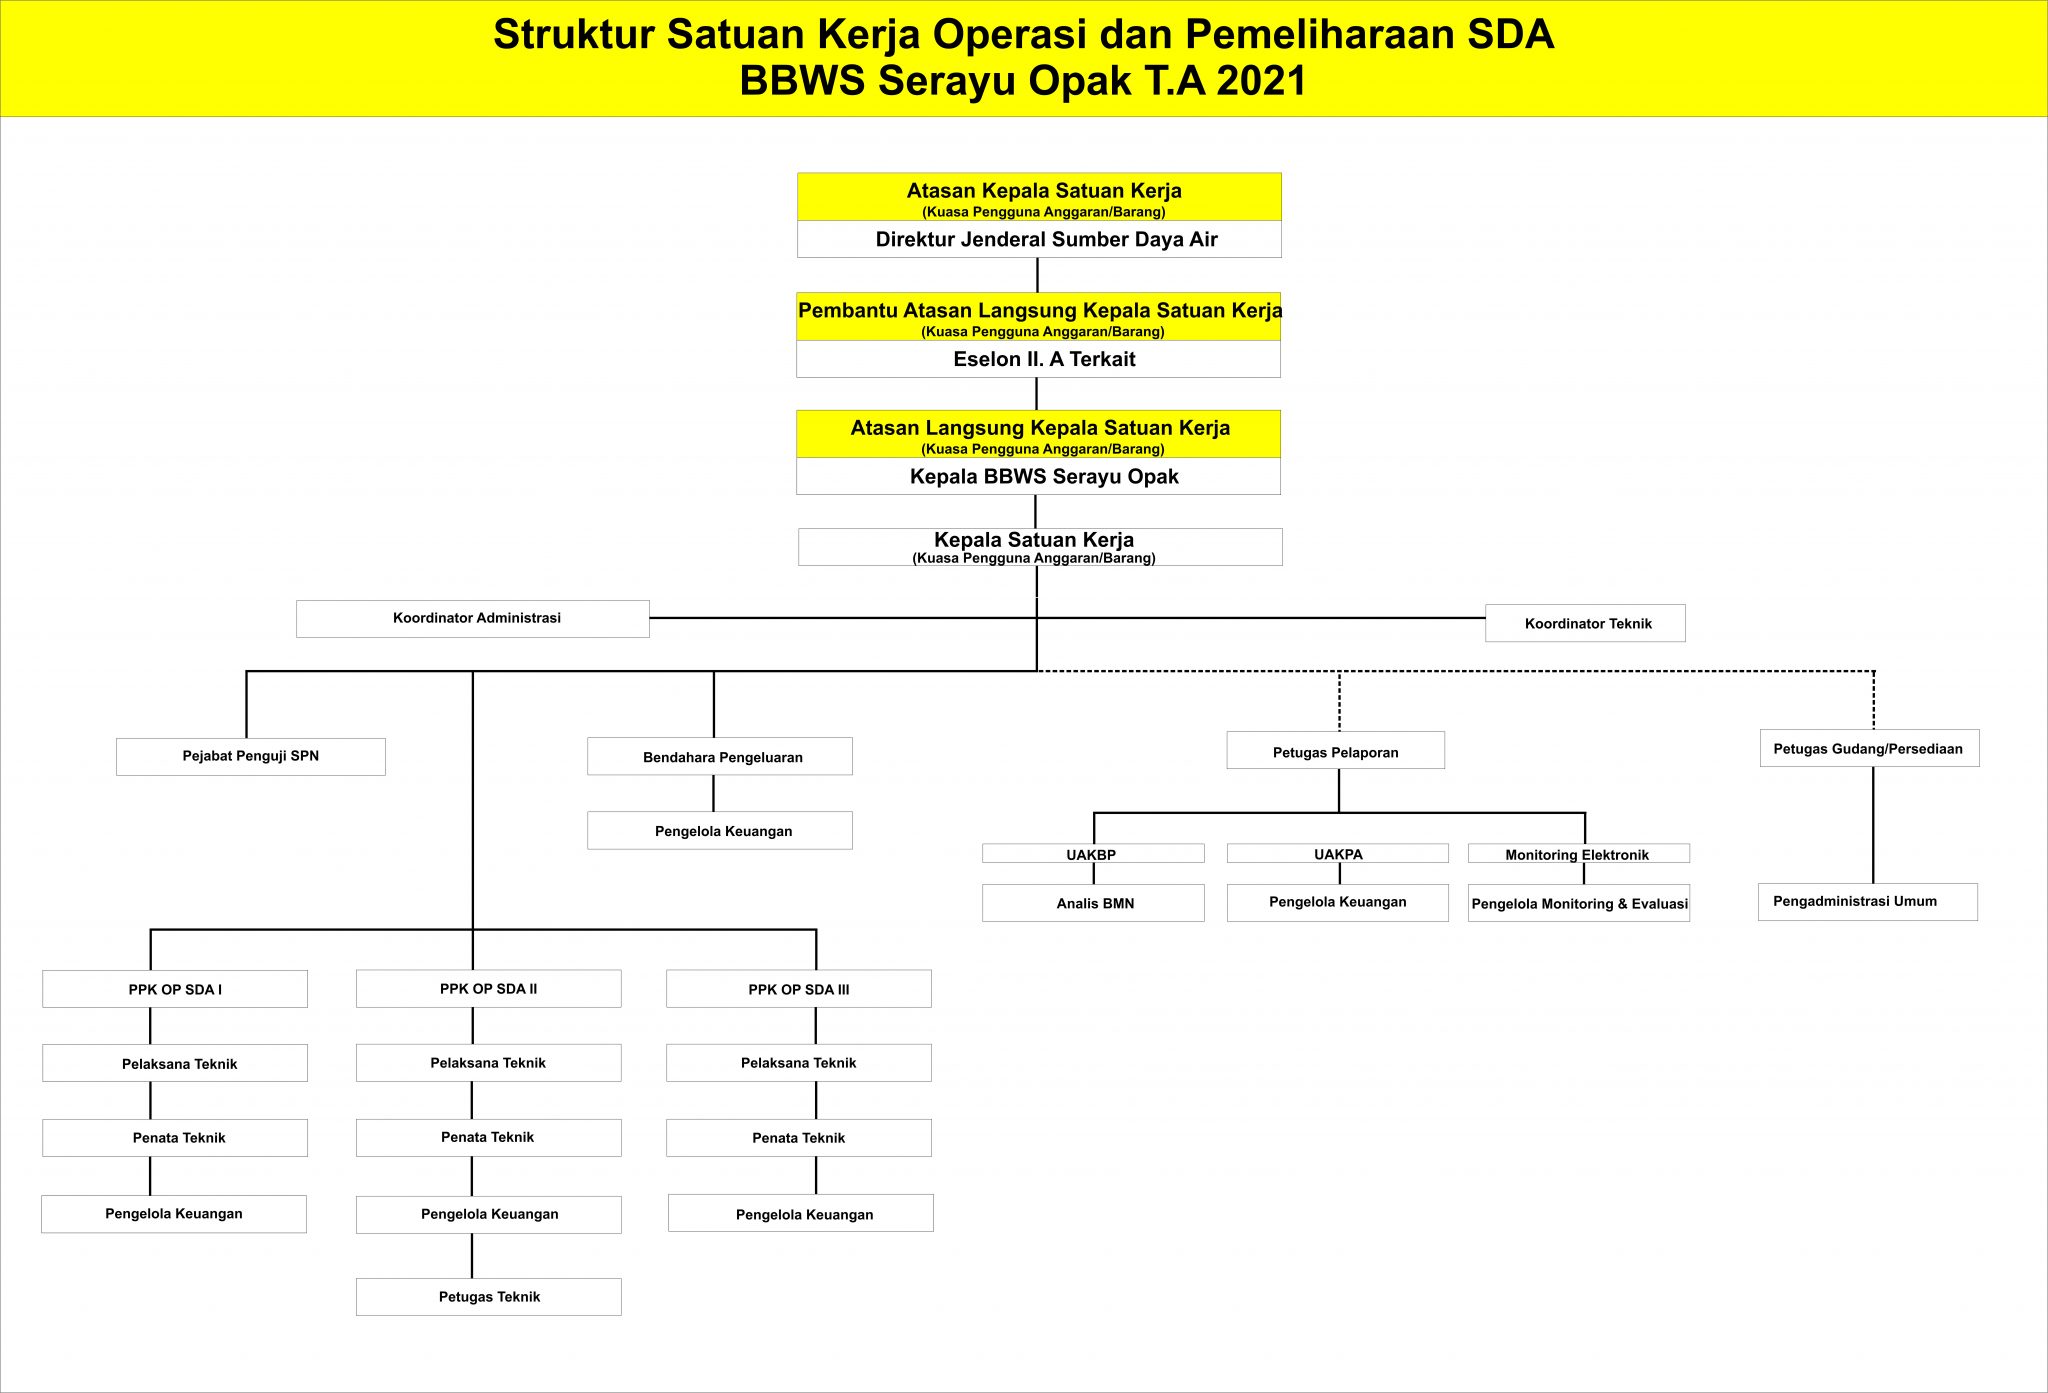 Struktur Satuan Kerja Operasi dan Pemeliharaan SDA
BBWS Serayu Opak T.A 2021
Atasan Kepala Satuan Kerja
(Kuasa Pengguna Anggaran/Barang)
Direktur Jenderal Sumber Daya Air
Pembantu Atasan Langsung Kepala Satuan Kerja
(Kuasa Pengguna Anggaran/Barang)
Eselon II. A Terkait
Atasan Langsung Kepala Satuan Kerja
(Kuasa Pengguna Anggaran/Barang)
Kepala BBWS Serayu Opak
Kepala Satuan Kerja
(Kuasa Pengguna Anggaran/Barang)
Koordinator Administrasi
Koordinator Teknik
Pejabat Penguji SPN
Bendahara Pengeluaran
Petugas Pelaporan
Petugas Gudang/Persediaan
Pengelola Keuangan
UAKBP
UAKPA
Monitoring Elektronik
Analis BMN
Pengelola Keuangan
Pengelola Monitoring & Evaluasi
Pengadministrasi Umum
PPK OP SDA I
PPK OP SDA II
PPK OP SDA III
Pelaksana Teknik
Pelaksana Teknik
Pelaksana Teknik
Penata Teknik
Penata Teknik
Penata Teknik
Pengelola Keuangan
Pengelola Keuangan
Pengelola Keuangan
Petugas Teknik